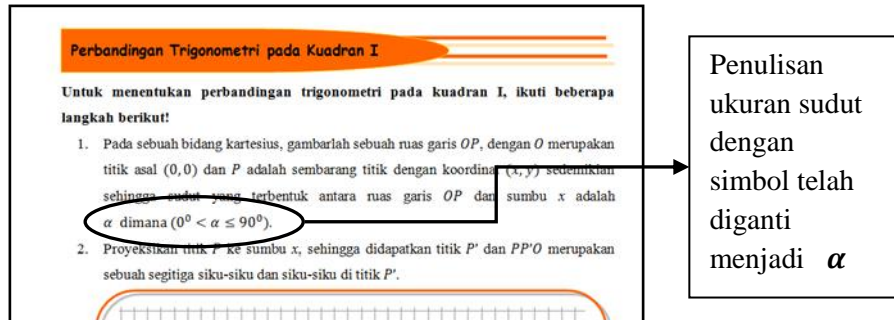 Perbandingan Trigonometri pada Kuadran I
Untuk menentukan perbandingan trigonometri pada kuadran I, ikuti beberapa
langkah berikut!
1. Pada sebuah bidang kartesius, gambarlah sebuah ruas garis OP, dengan O merupakan
titik asal (0,0) dan P adalah sembarang titik dengan koordinat (x, y) sedemikian
sehingga sudut yang terbentuk antara ruas garis OP dan sumbu x adalah
α dimana (0⁰ < α ≤ 90⁰).
2. Proyeksikan titik P ke sumbu x, sehingga didapatkan titik P' dan PP'O merupakan
sebuah segitiga siku-siku dan siku-siku di titik P'.
Penulisan
ukuran sudut
dengan
simbol telah
diganti
menjadi α